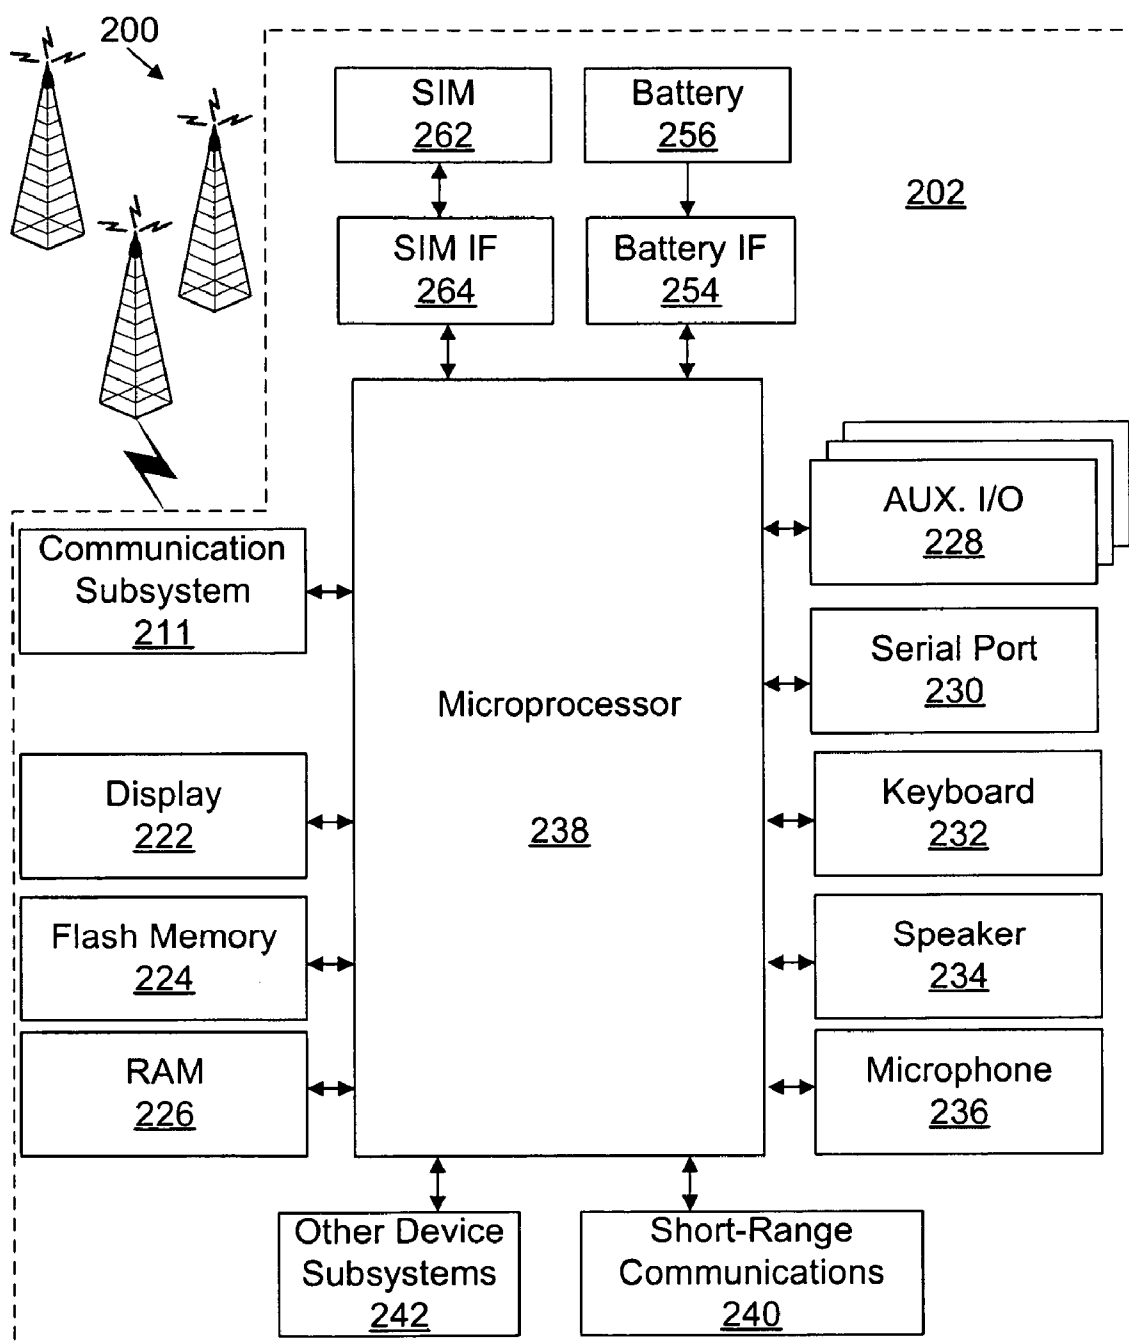 200
SIM
262
Battery
256
202
SIM IF
264
Battery IF
254
AUX. I/O
228
Communication
Subsystem
211
Serial Port
230
Microprocessor
238
Display
222
Keyboard
232
Flash Memory
224
Speaker
234
RAM
226
Microphone
236
Other Device
Subsystems
242
Short-Range
Communications
240